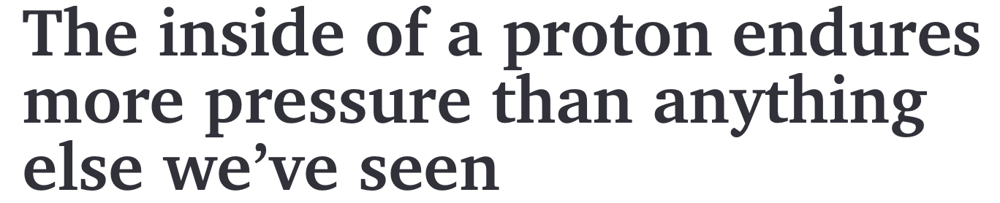 The inside of a proton endures
more pressure than anything
else we’ve seen